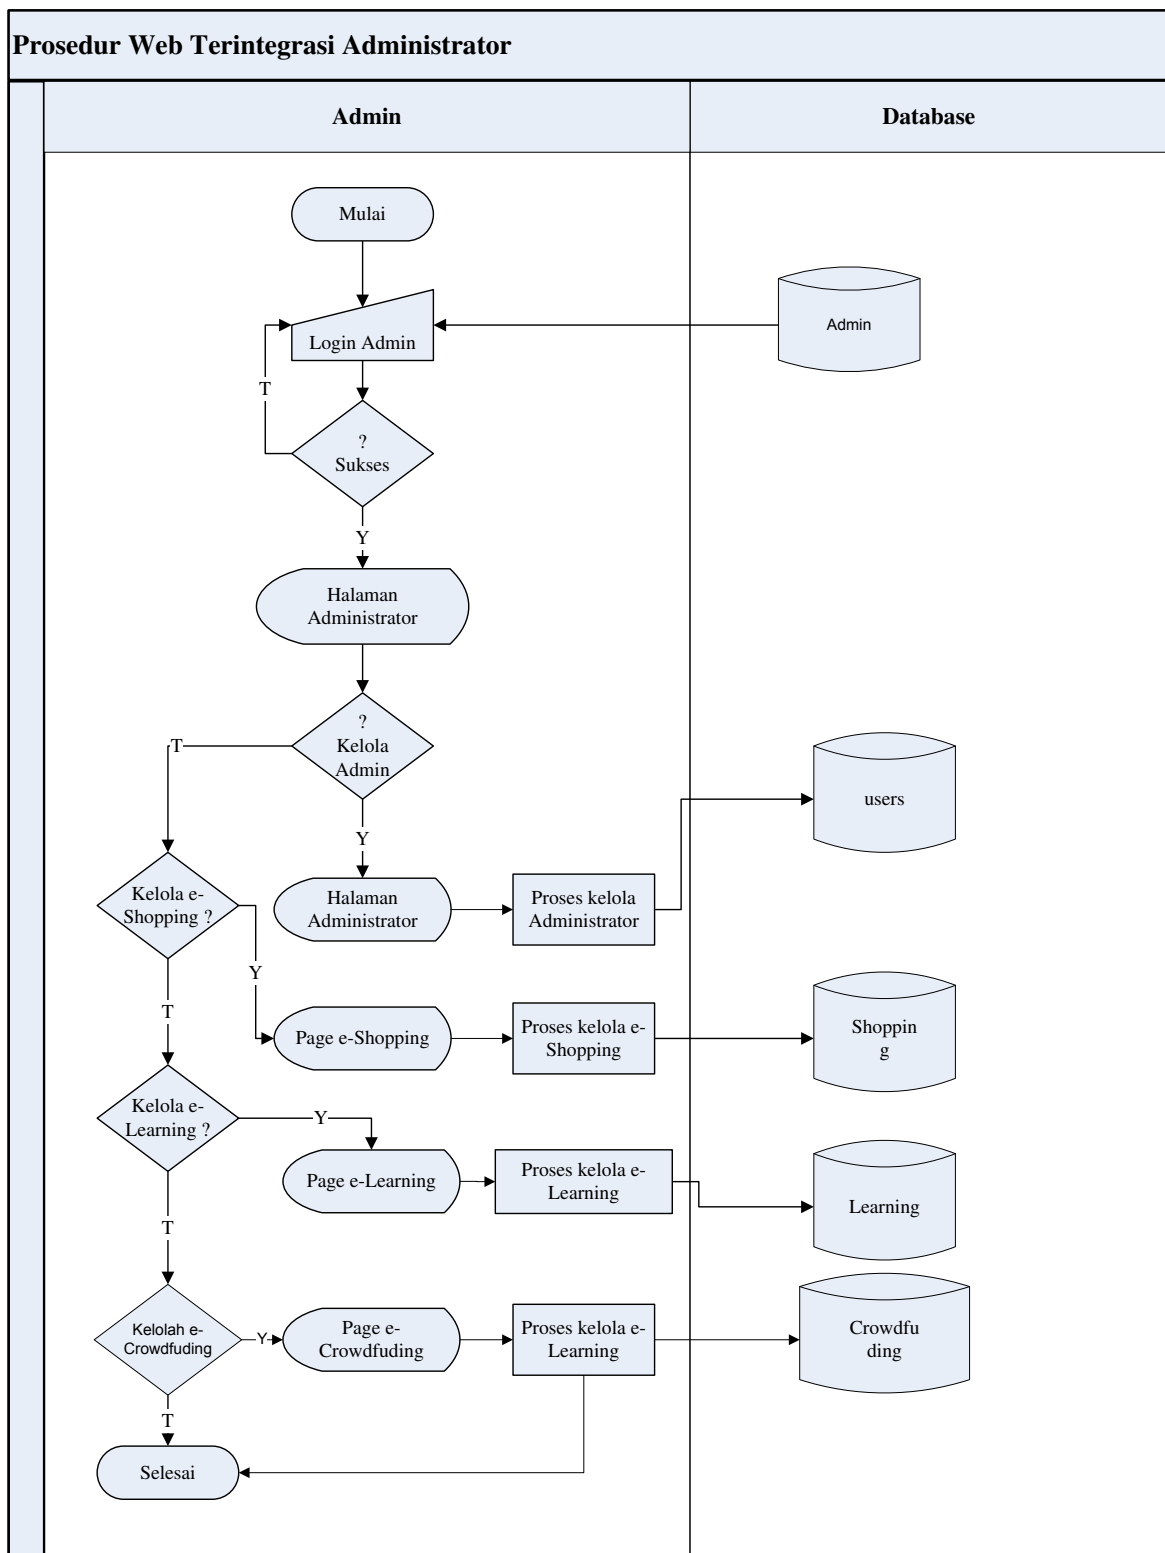 Prosedur Web Terintegrasi Administrator
Admin
Database
Mulai
Login Admin
Admin
T
?
Sukses
Y
Halaman
Administrator
?
Kelola
Admin
T
Y
users
Kelola e-
Shopping ?
Halaman
Administrator
Proses kelola
Administrator
Y
T
Page e-Shopping
Proses kelola e-
Shopping
Shoppin
g
Kelola e-
Learning ?
Y
Page e-Learning
Proses kelola e-
Learning
Learning
T
Kelolah e-
Crowdfuding
Y
Page e-
Crowdfuding
Proses kelola e-
Learning
Crowdfu
ding
T
Selesai